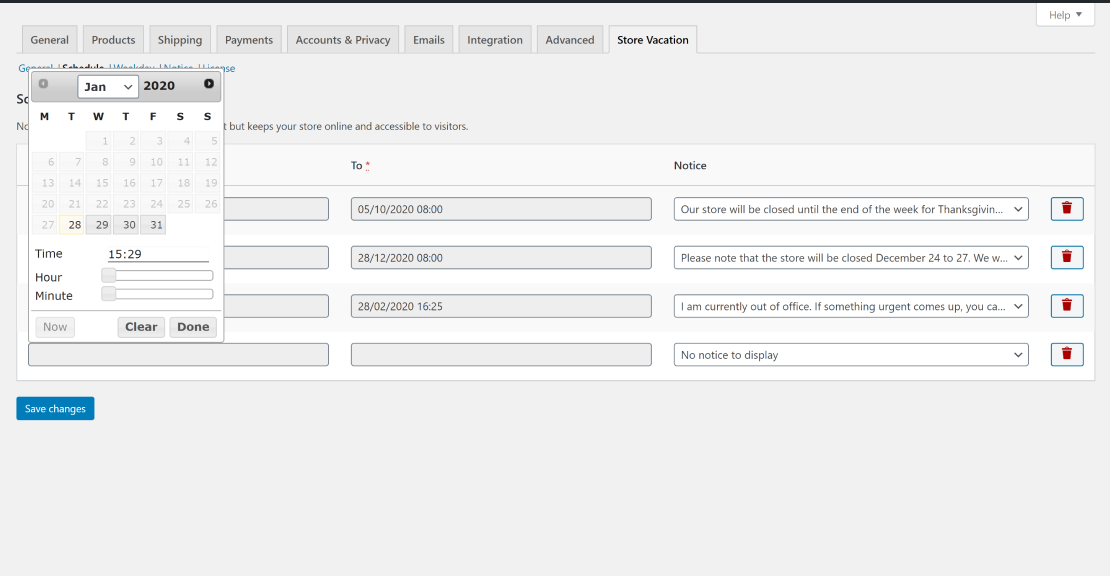 Help
General Products Shipping Payments Accounts & Privacy Emails Integration Advanced Store Vacation
General | Schedule | Weekday | Notice | License
Jan 2020
M T W T F S S
1 2 3 4 5
6 7 8 9 10 11 12
13 14 15 16 17 18 19
20 21 22 23 24 25 26
27 28 29 30 31
Time 15:29
Hour
Minute
Now Clear Done
but keeps your store online and accessible to visitors.
To * Notice
05/10/2020 08:00 Our store will be closed until the end of the week for Thanksgivin...
28/12/2020 08:00 Please note that the store will be closed December 24 to 27. We w...
28/02/2020 16:25 I am currently out of office. If something urgent comes up, you ca...
No notice to display
Save changes